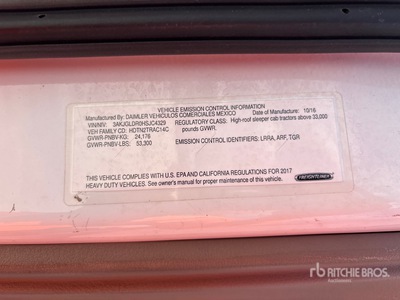 VEHICLE EMISSION CONTROL INFORMATION
Manufactured By: DAIMLER VEHICULOS COMERCIALES MEXICO Date of Manufacture: 10/16
VIN/NIV: 3AKJGLDR0HSJC4329 REGULATORY CLASS: High-roof sleeper cab tractors above 33,000
VEH FAMILY CD: HDTN2TRAC14C pounds GVWR.
GVWR-PNBV-KG: 24,176
GVWR-PNBV-LBS: 53,300 EMISSION CONTROL IDENTIFIERS: LRRA, ARF, TGR
THIS VEHICLE COMPLIES WITH U.S. EPA AND CALIFORNIA REGULATIONS FOR 2017
HEAVY DUTY VEHICLES. See owner's manual for proper maintenance of this vehicle.
FREIGHTLINER
rb RITCHIE BROS.
Auctioneers